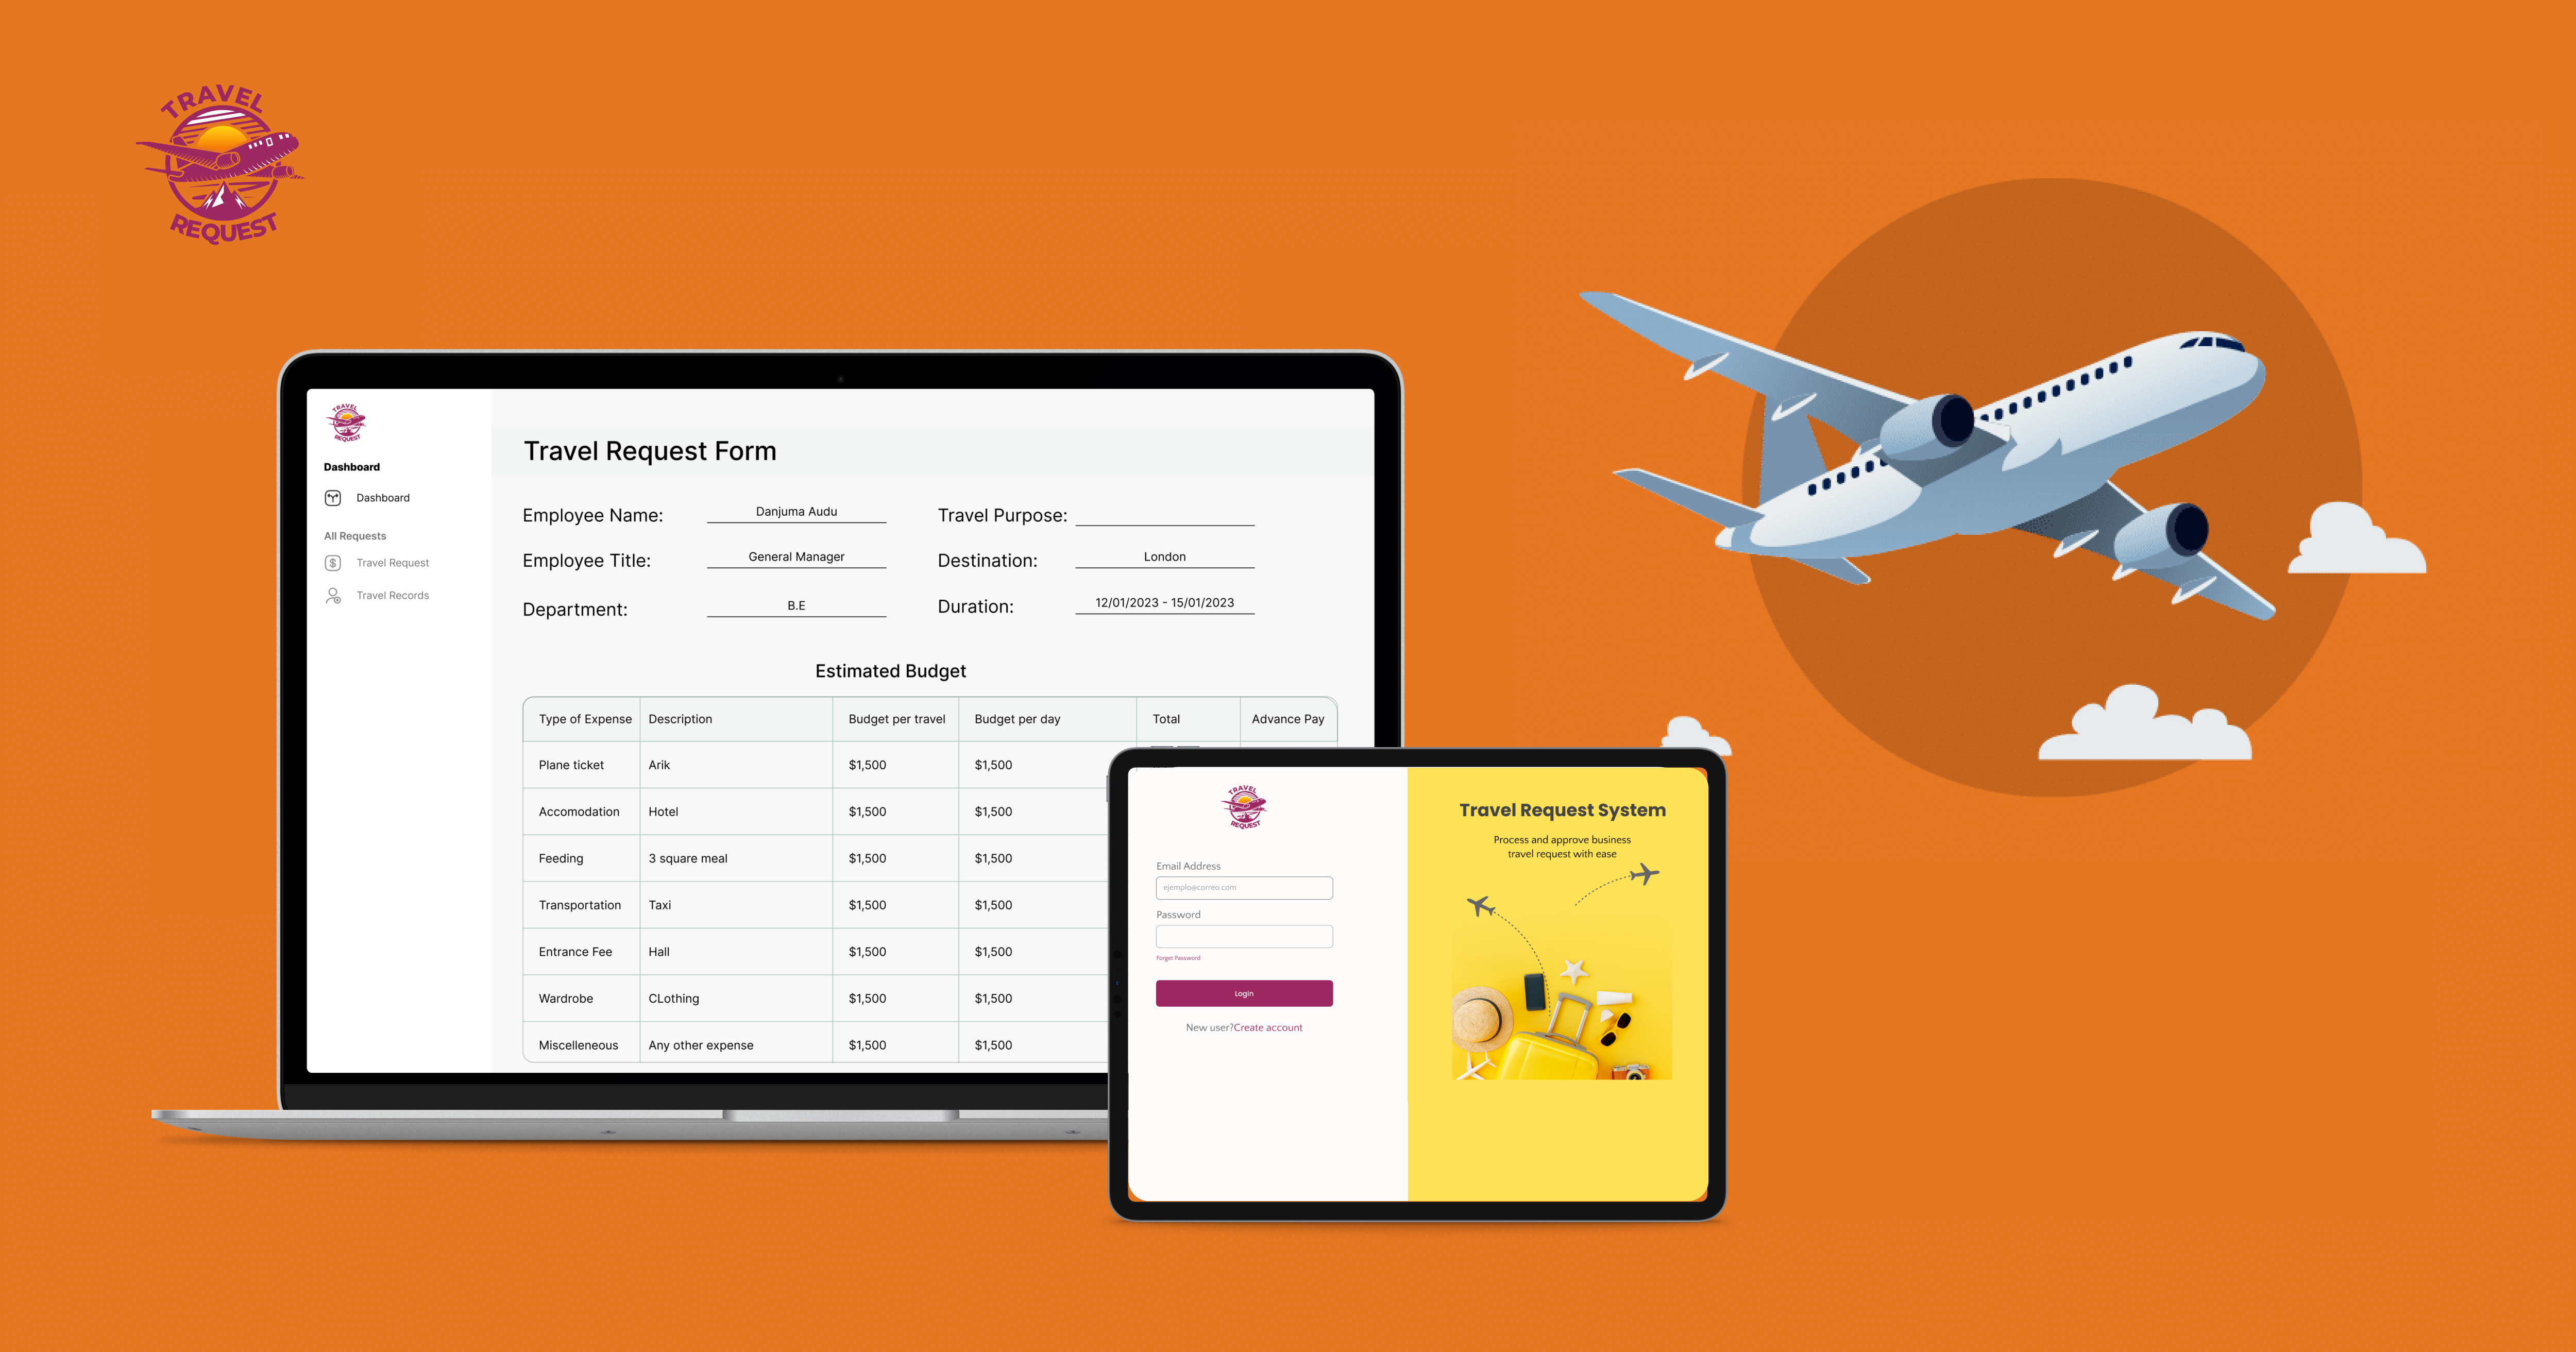 TRAVEL
REQUEST
TRAVEL
REQUEST
Dashboard
Dashboard
All Requests
Travel Request
Travel Records
Travel Request Form
Employee Name: Danjuma Audu Travel Purpose:
Employee Title: General Manager Destination: London
Department: B.E Duration: 12/01/2023 - 15/01/2023
Estimated Budget
Type of Expense Description Budget per travel Budget per day Total Advance Pay
Plane ticket Arik $1,500 $1,500
Accomodation Hotel $1,500 $1,500
Feeding 3 square meal $1,500 $1,500
Transportation Taxi $1,500 $1,500
Entrance Fee Hall $1,500 $1,500
Wardrobe CLothing $1,500 $1,500
Miscelleneous Any other expense $1,500 $1,500
TRAVEL
REQUEST
Email Address
ejemplo@correo.com
Password
Forget Password
Login
New user?Create account
Travel Request System
Process and approve business
travel request with ease